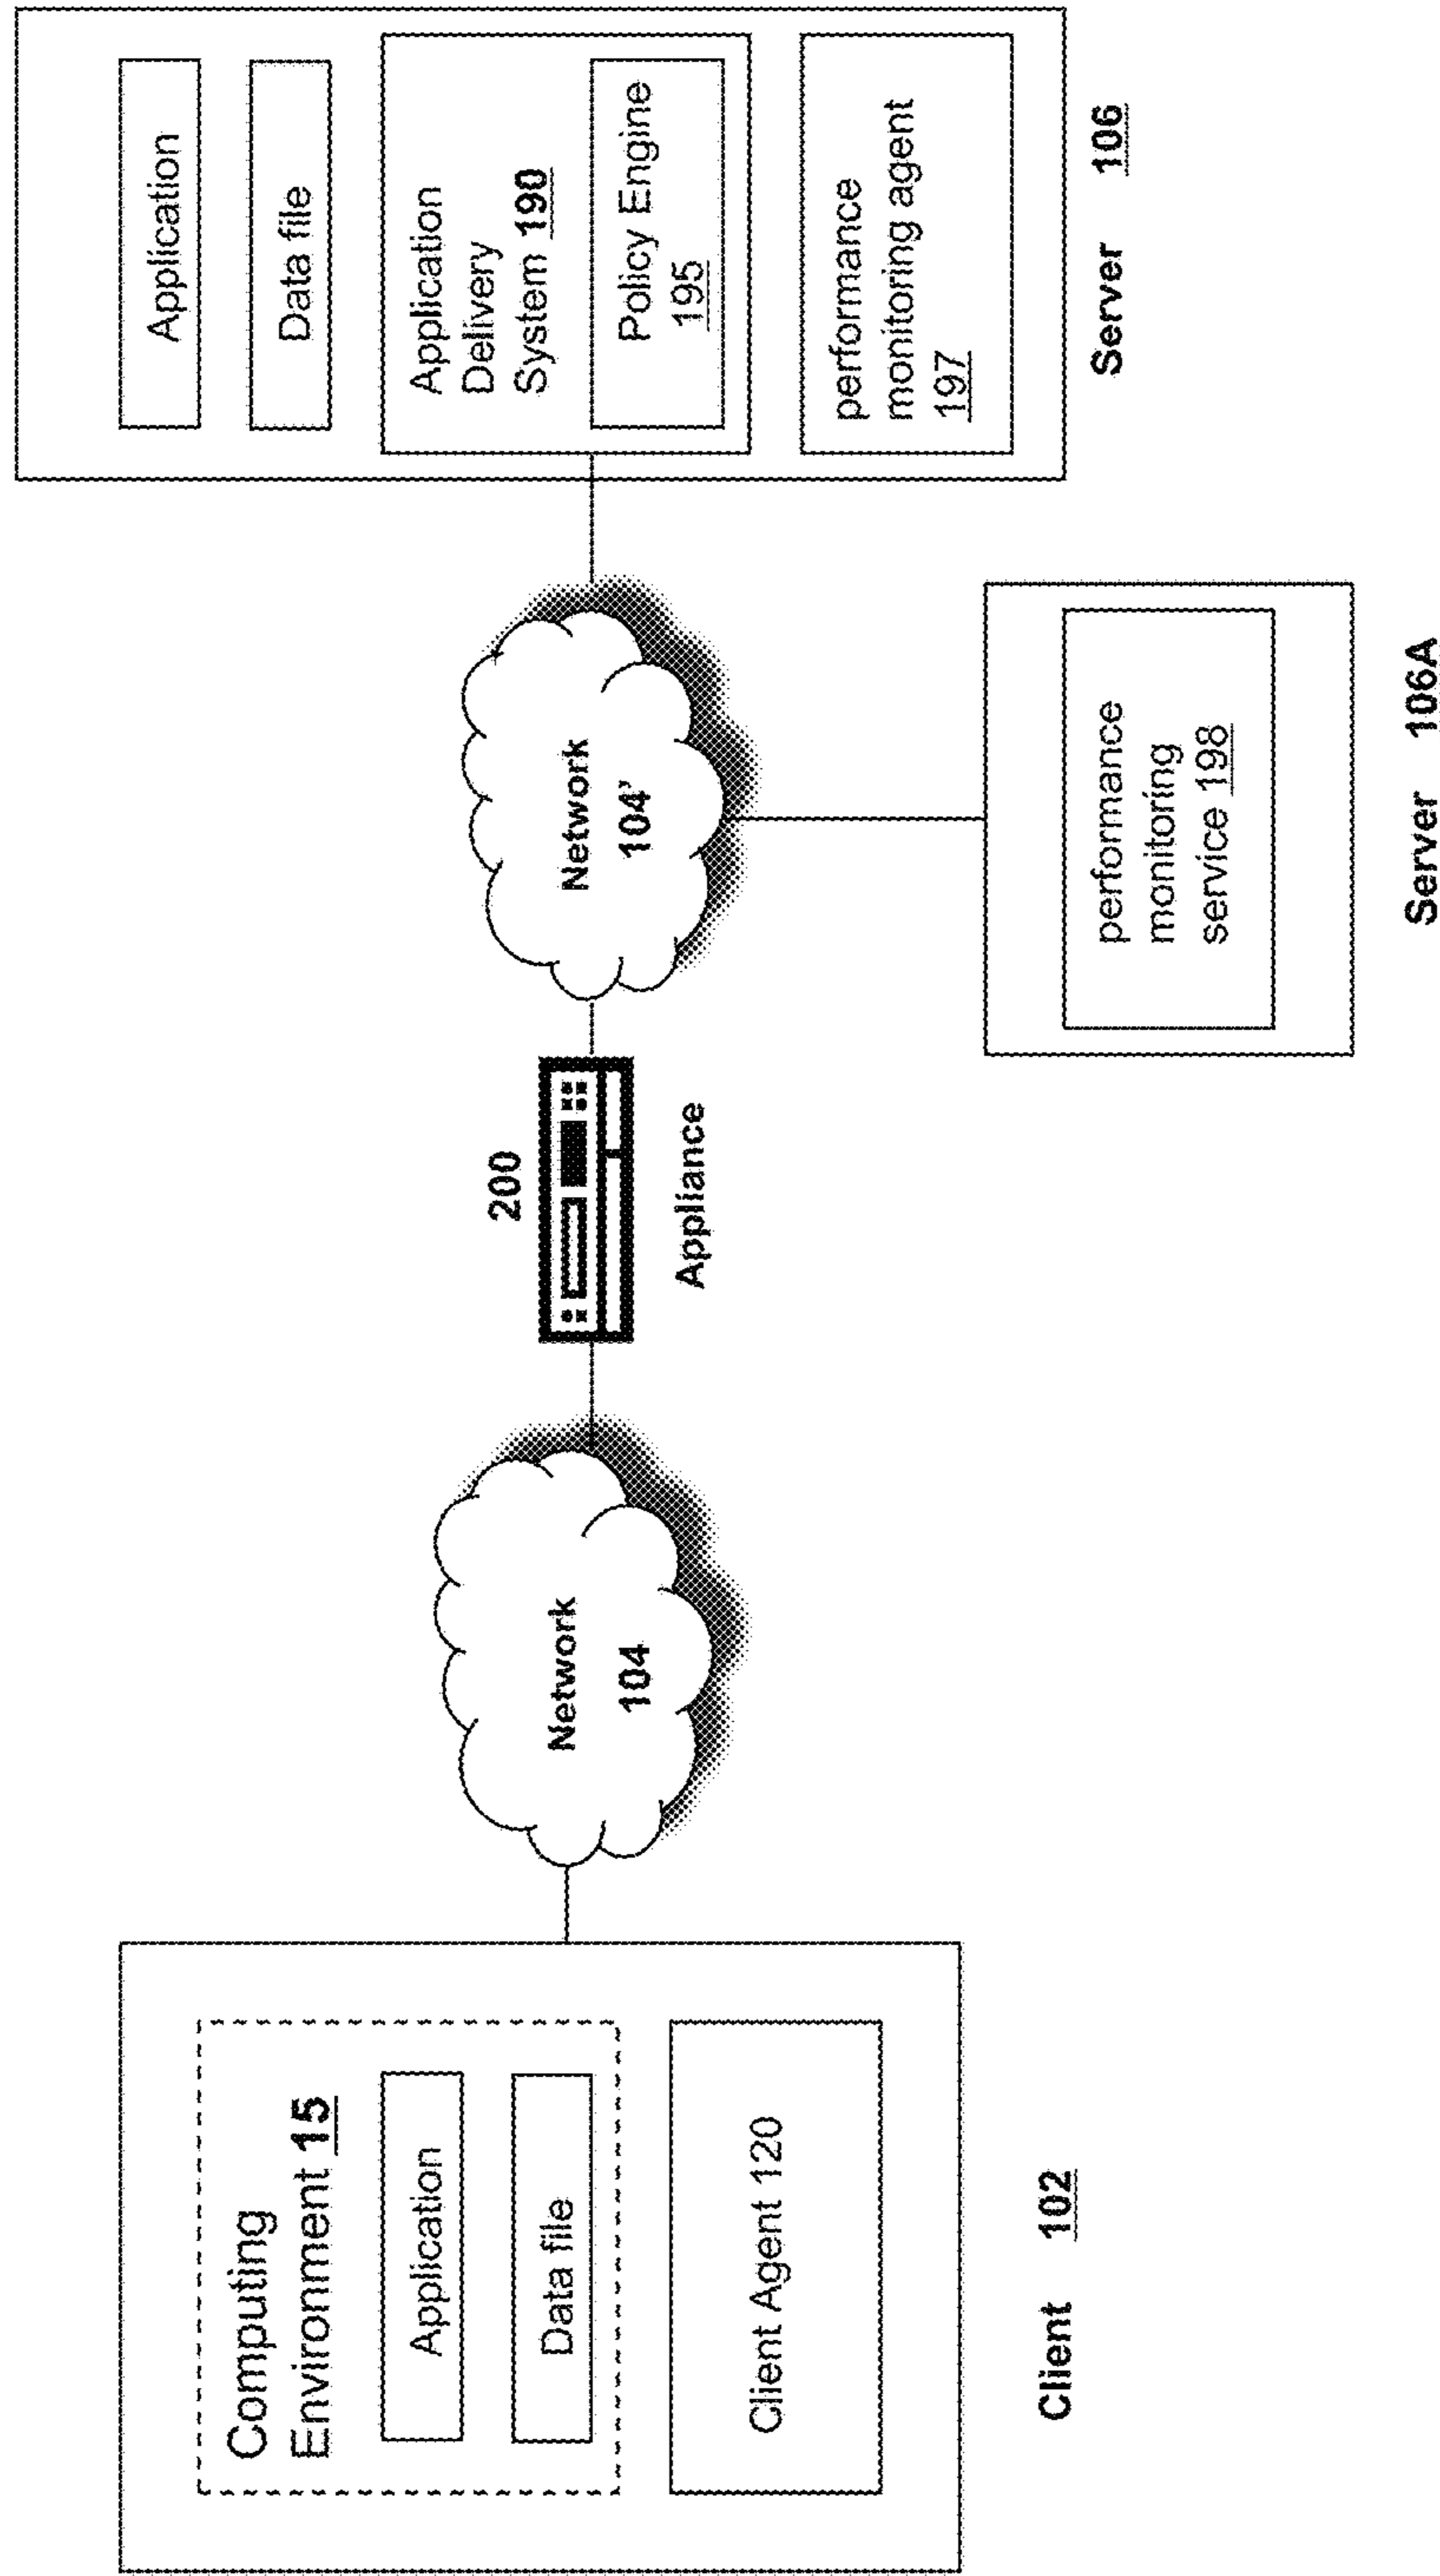 Computing
Environment 15
Application
Data file
Client Agent 120
Client 102
Network
104
200
Appliance
Network
104'
performance
monitoring
service 198
Server 106A
Application
Data file
Application
Delivery
System 190
Policy Engine
195
performance
monitoring agent
197
Server 106